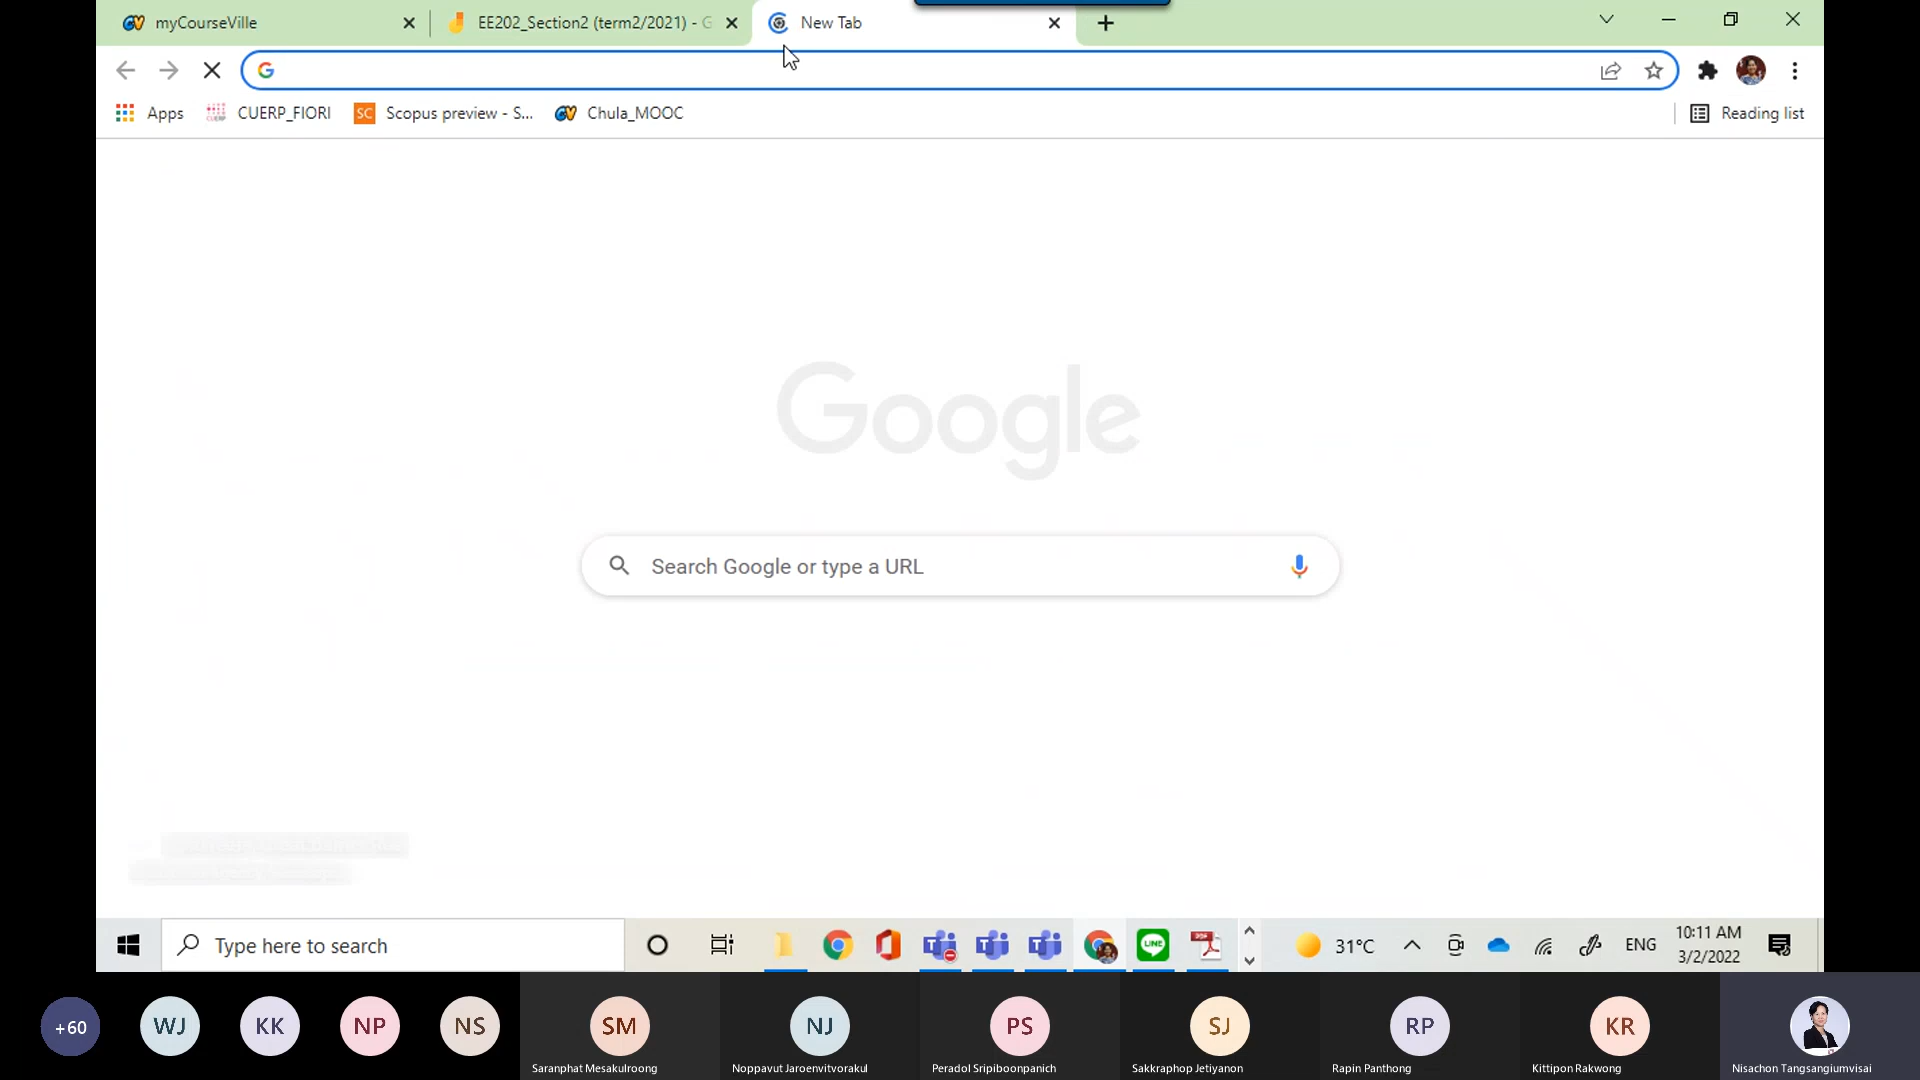 myCourseVille
EE202_Section2 (term2/2021) - G
New Tab
Apps
CUERP_FIORI
SC
Scopus preview - S...
Chula_MOOC
Reading list
Google
Search Google or type a URL
Type here to search
31°C
ENG
10:11 AM
3/2/2022
+60
WJ
KK
NP
NS
SM
NJ
PS
SJ
RP
KR
Saranphat Mesakulroong
Noppavut Jaroenvitvorakul
Peradol Sripiboonpanich
Sakkraphop Jetiyanon
Rapin Panthong
Kittipon Rakwong
Nisachon Tangsangiumvisai